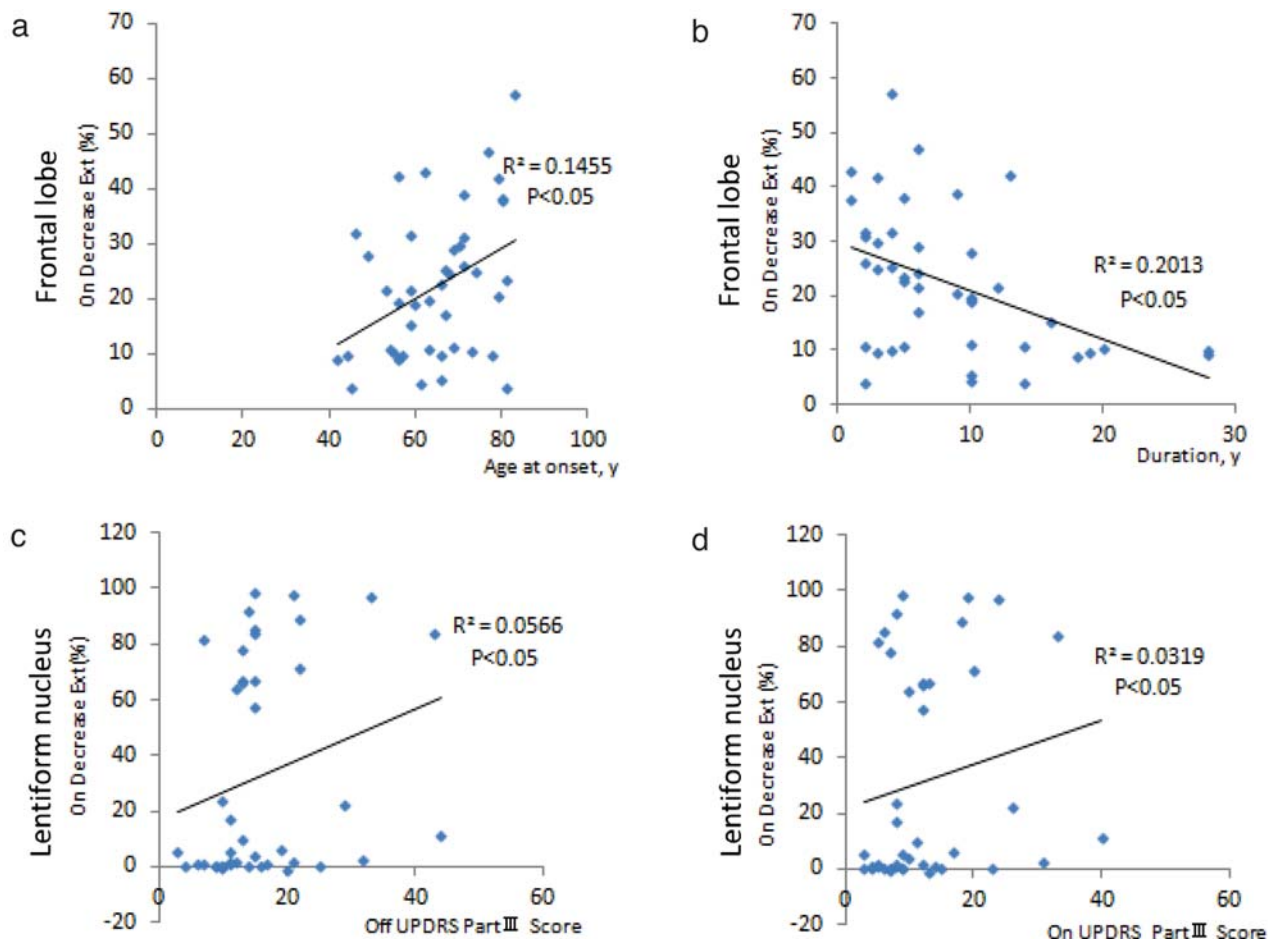 a
Frontal lobe
On Decrease Ext (%)
70
60
50
40
30
20
10
0
R² = 0.1455
P<0.05
0 20 40 60 80 100
Age at onset, y
b
Frontal lobe
On Decrease Ext (%)
70
60
50
40
30
20
10
0
R² = 0.2013
P<0.05
0 10 20 30
Duration, y
c
Lentiform nucleus
On Decrease Ext(%)
120
100
80
60
40
20
0
-20
R² = 0.0566
P<0.05
0 20 40 60
Off UPDRS Part Ⅲ Score
d
Lentiform nucleus
On Decrease Ext (%)
120
100
80
60
40
20
0
-20
R² = 0.0319
P<0.05
0 20 40 60
On UPDRS Part Ⅲ Score